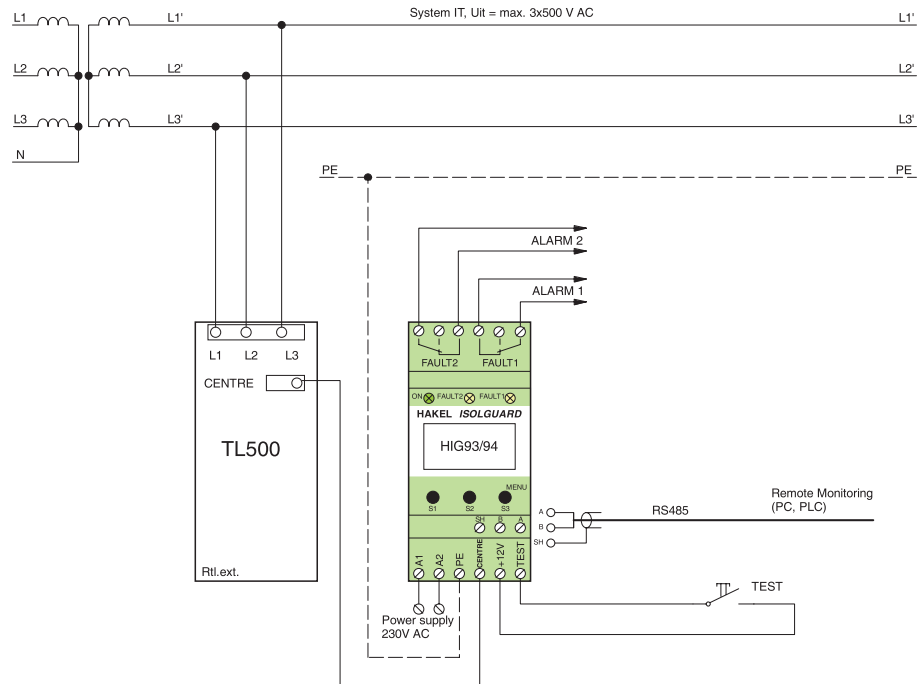 System IT, Uit = max. 3x500 V AC
L1 L1' L1'
L2 L2' L2'
L3 L3' L3'
N
PE PE
ALARM 2
ALARM 1
L1 L2 L3
CENTRE
TL500
Rtl.ext.
FAULT2 FAULT1
ON FAULT2 FAULT1
HAKEL ISOLGUARD
HIG93/94
MENU
S1 S2 S3
SH B A
A1 A2 PE CENTRE +12V TEST
A
B
SH
RS485
Remote Monitoring
(PC, PLC)
TEST
Power supply
230V AC